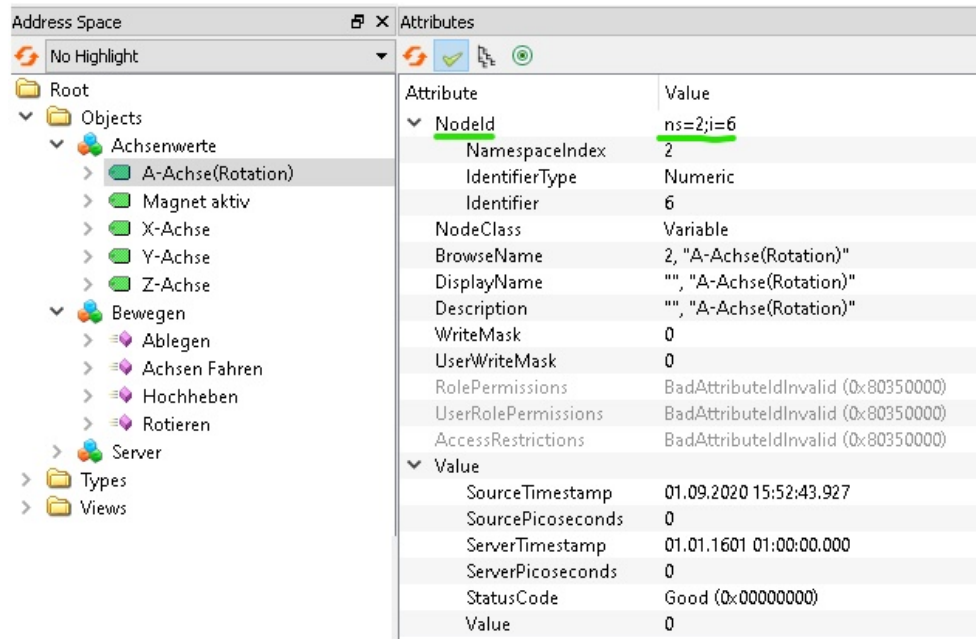 Address Space
No Highlight
Root
Objects
Achsenwerte
A-Achse(Rotation)
Magnet aktiv
X-Achse
Y-Achse
Z-Achse
Bewegen
Ablegen
Achsen Fahren
Hochheben
Rotieren
Server
Types
Views
Attributes
Attribute Value
NodeId ns=2;i=6
NamespaceIndex 2
IdentifierType Numeric
Identifier 6
NodeClass Variable
BrowseName 2, "A-Achse(Rotation)"
DisplayName "", "A-Achse(Rotation)"
Description "", "A-Achse(Rotation)"
WriteMask 0
UserWriteMask 0
RolePermissions BadAttributeIdInvalid (0x80350000)
UserRolePermissions BadAttributeIdInvalid (0x80350000)
AccessRestrictions BadAttributeIdInvalid (0x80350000)
Value
SourceTimestamp 01.09.2020 15:52:43.927
SourcePicoseconds 0
ServerTimestamp 01.01.1601 01:00:00.000
ServerPicoseconds 0
StatusCode Good (0x00000000)
Value 0